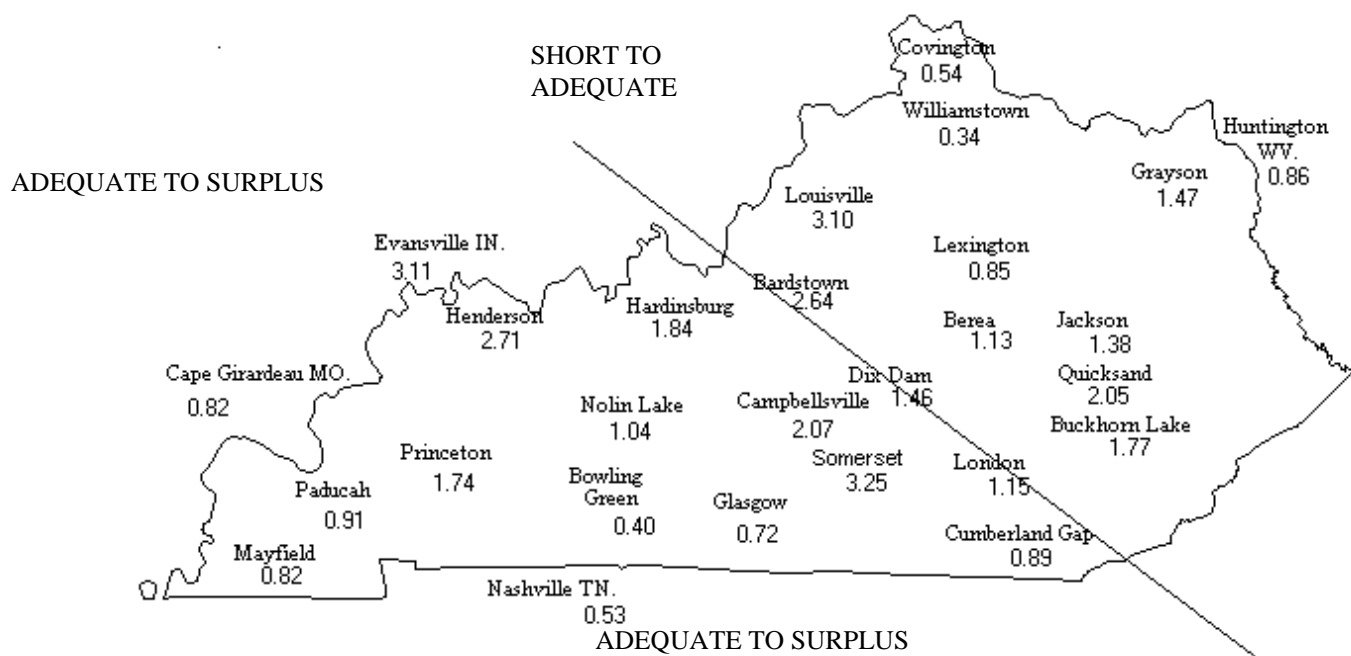 SHORT TO
ADEQUATE
Covington
0.54
Williamstown
0.34
Huntington
WV.
0.86
ADEQUATE TO SURPLUS
Grayson
1.47
Louisville
3.10
Evansville IN.
3.11
Lexington
0.85
Bardstown
2.64
Hardinsburg
1.84
Henderson
2.71
Berea
1.13
Jackson
1.38
Cape Girardeau MO.
0.82
Dix Dam
1.46
Quicksand
2.05
Nolin Lake
1.04
Campbellsville
2.07
Buckhorn Lake
1.77
Princeton
1.74
Somerset
3.25
London
1.15
Paducah
0.91
Bowling
Green
0.40
Glasgow
0.72
Cumberland Gap
0.89
Mayfield
0.82
Nashville TN.
0.53
ADEQUATE TO SURPLUS